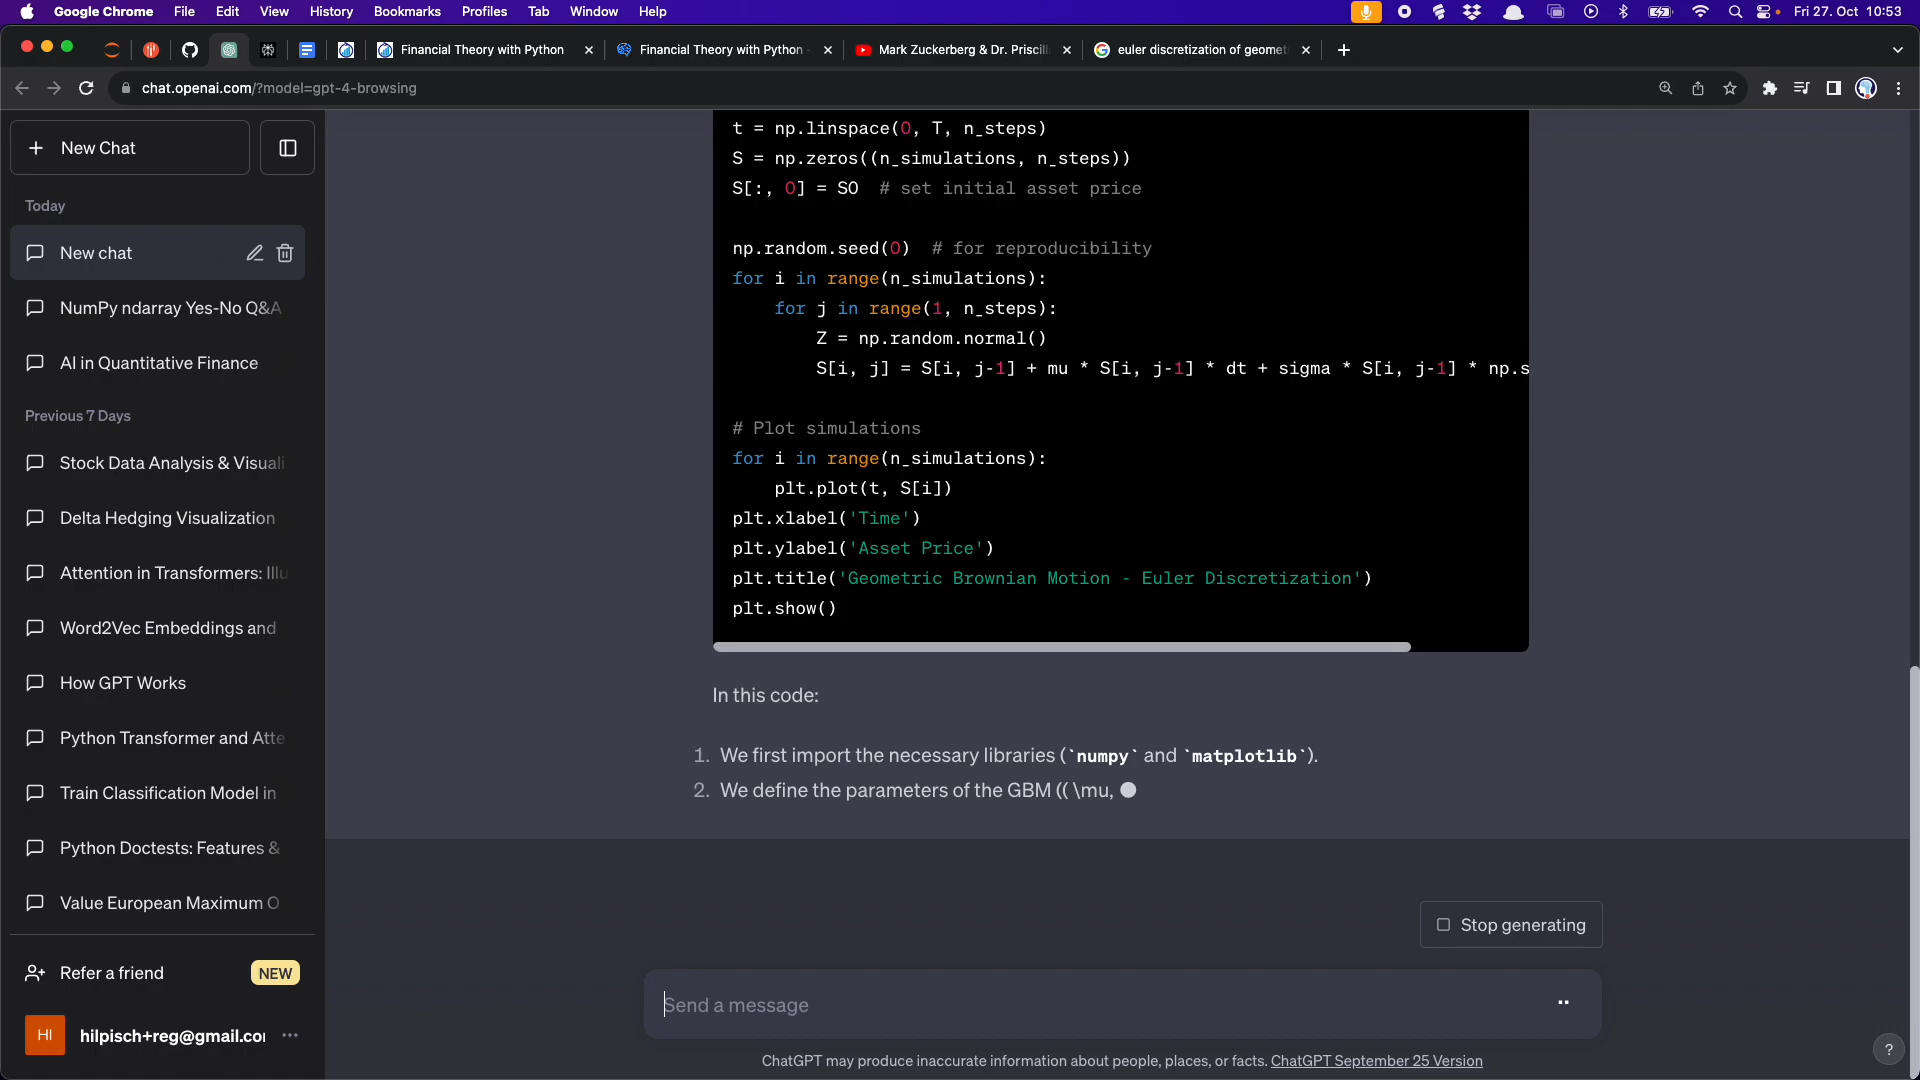 Google Chrome File Edit View History Bookmarks Profiles Tab Window Help Fri 27. Oct 10:53
Financial Theory with Python × Financial Theory with Python - × Mark Zuckerberg & Dr. Priscil × euler discretization of geomet ×
chat.openai.com/?model=gpt-4-browsing
New Chat
Today
New chat
NumPy ndarray Yes-No Q&A
AI in Quantitative Finance
Previous 7 Days
Stock Data Analysis & Visuali
Delta Hedging Visualization
Attention in Transformers: Illu
Word2Vec Embeddings and
How GPT Works
Python Transformer and Atte
Train Classification Model in
Python Doctests: Features &
Value European Maximum O
Refer a friend NEW
HI hilpisch+reg@gmail.co
t = np.linspace(0, T, n_steps)
S = np.zeros((n_simulations, n_steps))
S[:, 0] = S0 # set initial asset price
np.random.seed(0) # for reproducibility
for i in range(n_simulations):
for j in range(1, n_steps):
Z = np.random.normal()
S[i, j] = S[i, j-1] + mu * S[i, j-1] * dt + sigma * S[i, j-1] * np.s
# Plot simulations
for i in range(n_simulations):
plt.plot(t, S[i])
plt.xlabel('Time')
plt.ylabel('Asset Price')
plt.title('Geometric Brownian Motion - Euler Discretization')
plt.show()
In this code:
1. We first import the necessary libraries (`numpy` and `matplotlib`).
2. We define the parameters of the GBM (( \mu,
Stop generating
Send a message
ChatGPT may produce inaccurate information about people, places, or facts. ChatGPT September 25 Version
?